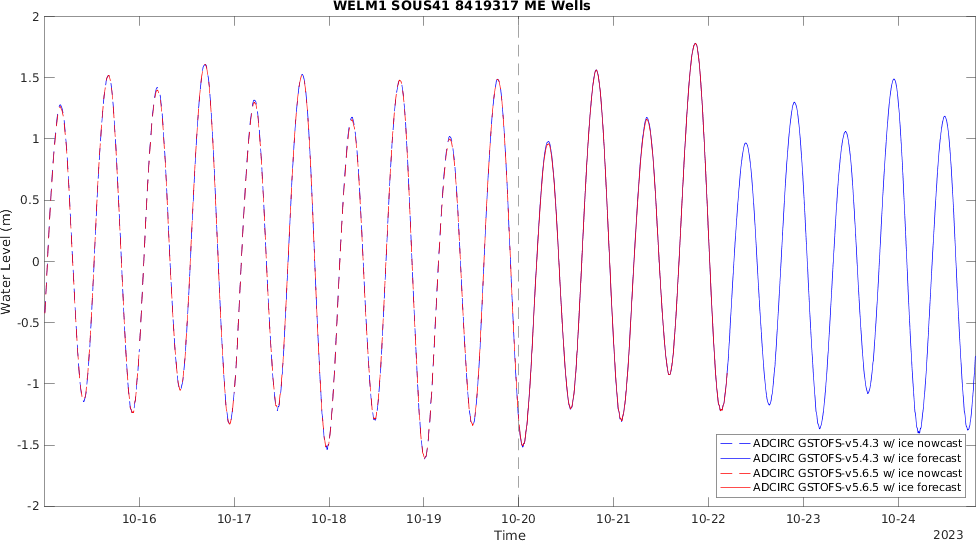 WELM1 SOUS41 8419317 ME Wells
2
1.5
1
0.5
0
-0.5
-1
-1.5
-2
Water Level (m)
10-16 10-17 10-18 10-19 10-20 10-21 10-22 10-23 10-24
Time
2023
ADCIRC GSTOFS-v5.4.3 w/ ice nowcast
ADCIRC GSTOFS-v5.4.3 w/ ice forecast
ADCIRC GSTOFS-v5.6.5 w/ ice nowcast
ADCIRC GSTOFS-v5.6.5 w/ ice forecast